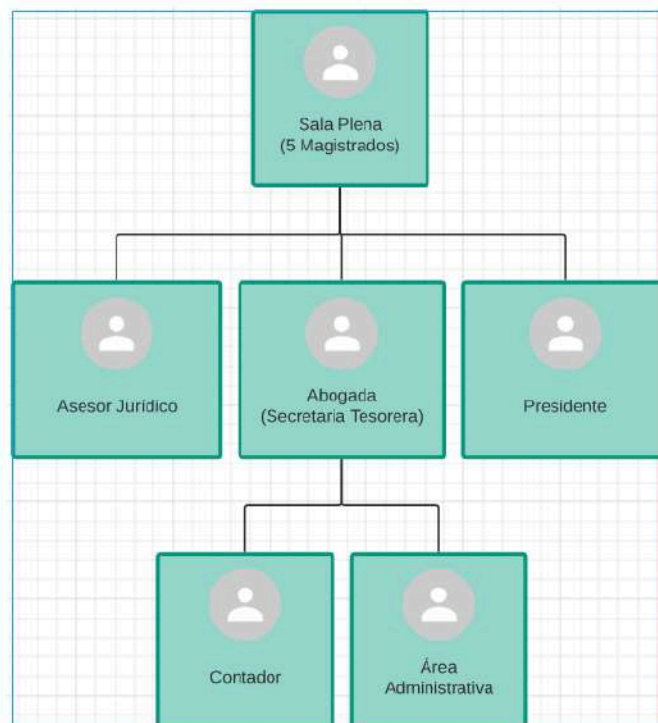 Sala Plena
(5 Magistrados)
Asesor Jurídico
Abogada
(Secretaria Tesorera)
Presidente
Contador
Área
Administrativa